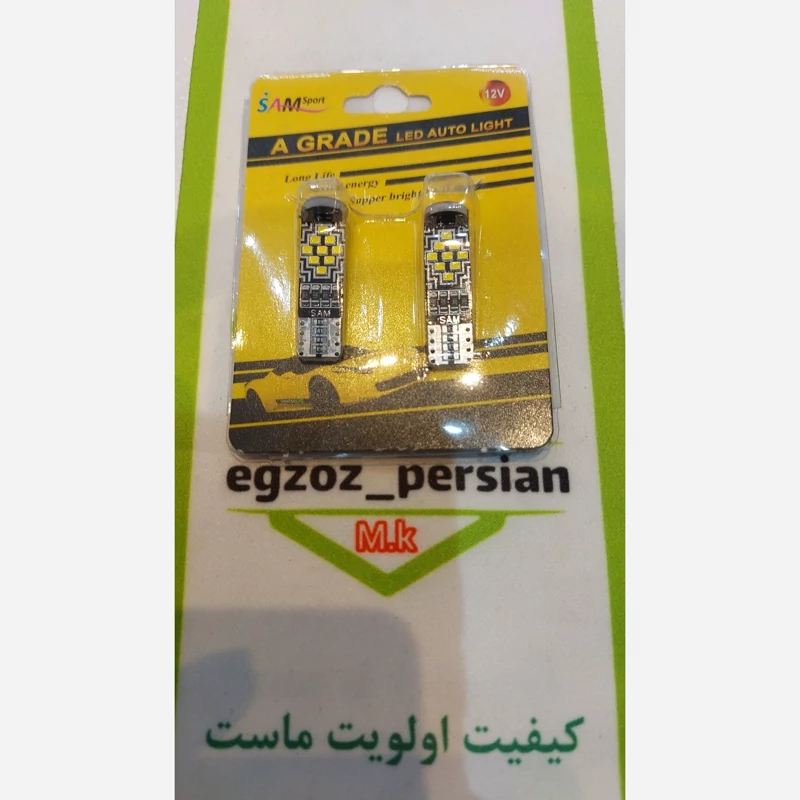 SAM Sport
12V
A GRADE LED AUTO LIGHT
Long Life
energy
Supper bright
SAM
SAM
egzoz_persian
M.k
کیفیت اولویت ماست